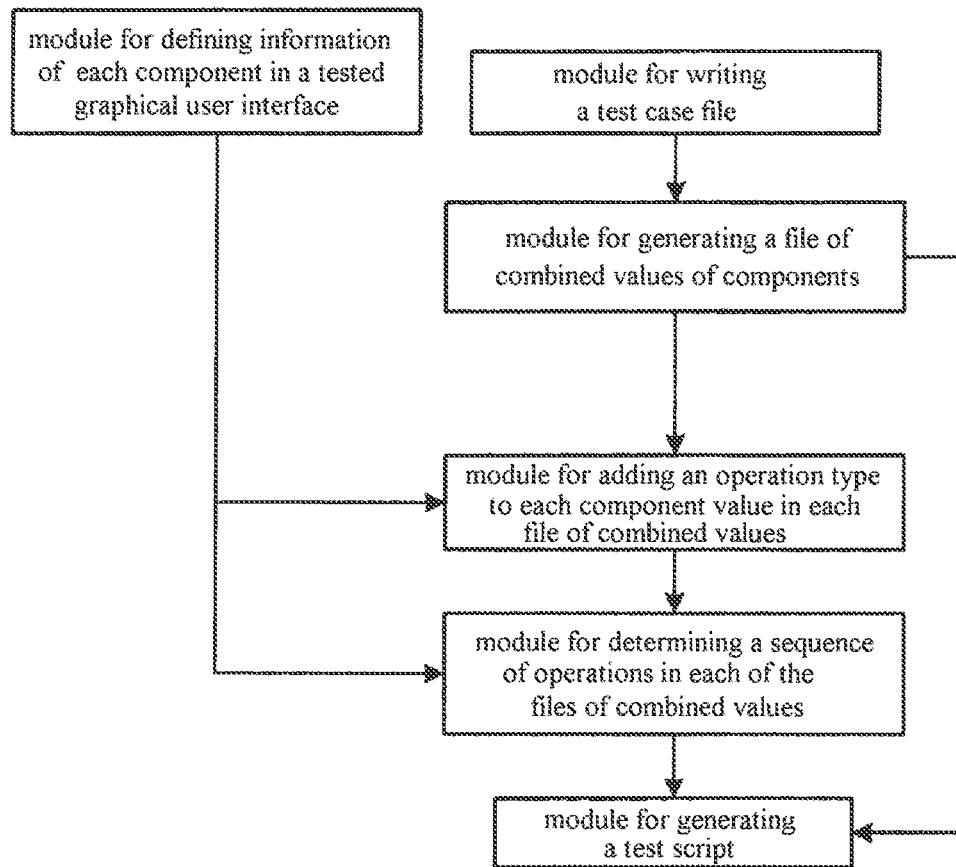 module for defining information
of each component in a tested
graphical user interface
module for writing
a test case file
module for generating a file of
combined values of components
module for adding an operation type
to each component value in each
file of combined values
module for determining a sequence
of operations in each of the
files of combined values
module for generating
a test script